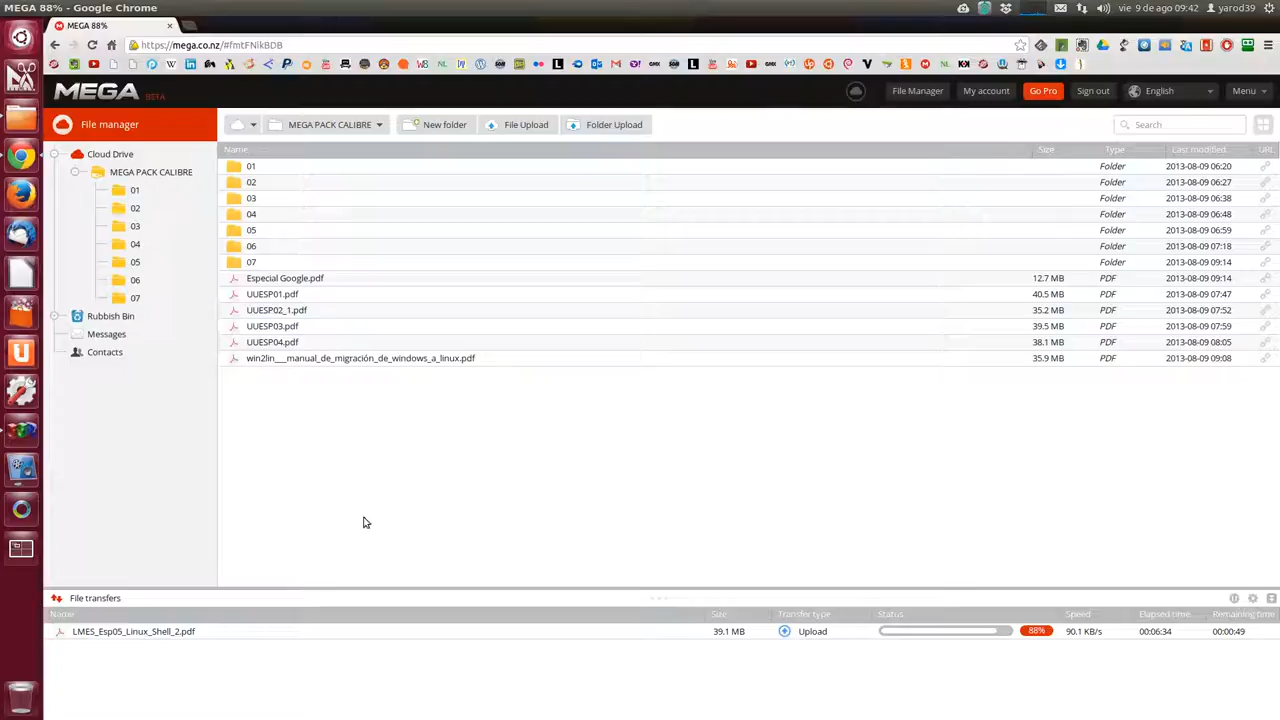 MEGA 88% - Google Chrome
vie 9 de ago 09:42
yarod39
MEGA 88%
https://mega.co.nz/#fmtFNikBDB
MEGA BETA
File Manager
My account
Go Pro
Sign out
English
Menu
File manager
MEGA PACK CALIBRE
New folder
File Upload
Folder Upload
Search
Cloud Drive
MEGA PACK CALIBRE
01
02
03
04
05
06
07
Rubbish Bin
Messages
Contacts
Name Size Type Last modified URL
01 Folder 2013-08-09 06:20
02 Folder 2013-08-09 06:27
03 Folder 2013-08-09 06:38
04 Folder 2013-08-09 06:48
05 Folder 2013-08-09 06:59
06 Folder 2013-08-09 07:18
07 Folder 2013-08-09 09:14
Especial Google.pdf 12.7 MB PDF 2013-08-09 09:14
UUESP01.pdf 40.5 MB PDF 2013-08-09 07:47
UUESP02_1.pdf 35.2 MB PDF 2013-08-09 07:52
UUESP03.pdf 39.5 MB PDF 2013-08-09 07:59
UUESP04.pdf 38.1 MB PDF 2013-08-09 08:05
win2lin___manual_de_migración_de_windows_a_linux.pdf 35.9 MB PDF 2013-08-09 09:08
File transfers
Name Size Transfer type Status Speed Elapsed time Remaining time
LMES_Esp05_Linux_Shell_2.pdf 39.1 MB Upload 88% 90.1 KB/s 00:06:34 00:00:49